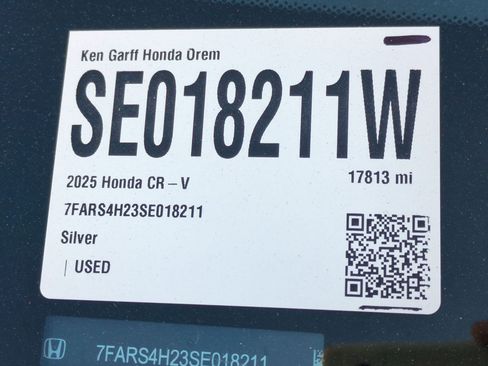 Ken Garff Honda Orem
SE018211W
2025 Honda CR-V
17813 mi
7FARS4H23SE018211
Silver
| USED
7FARS4H23SE018211